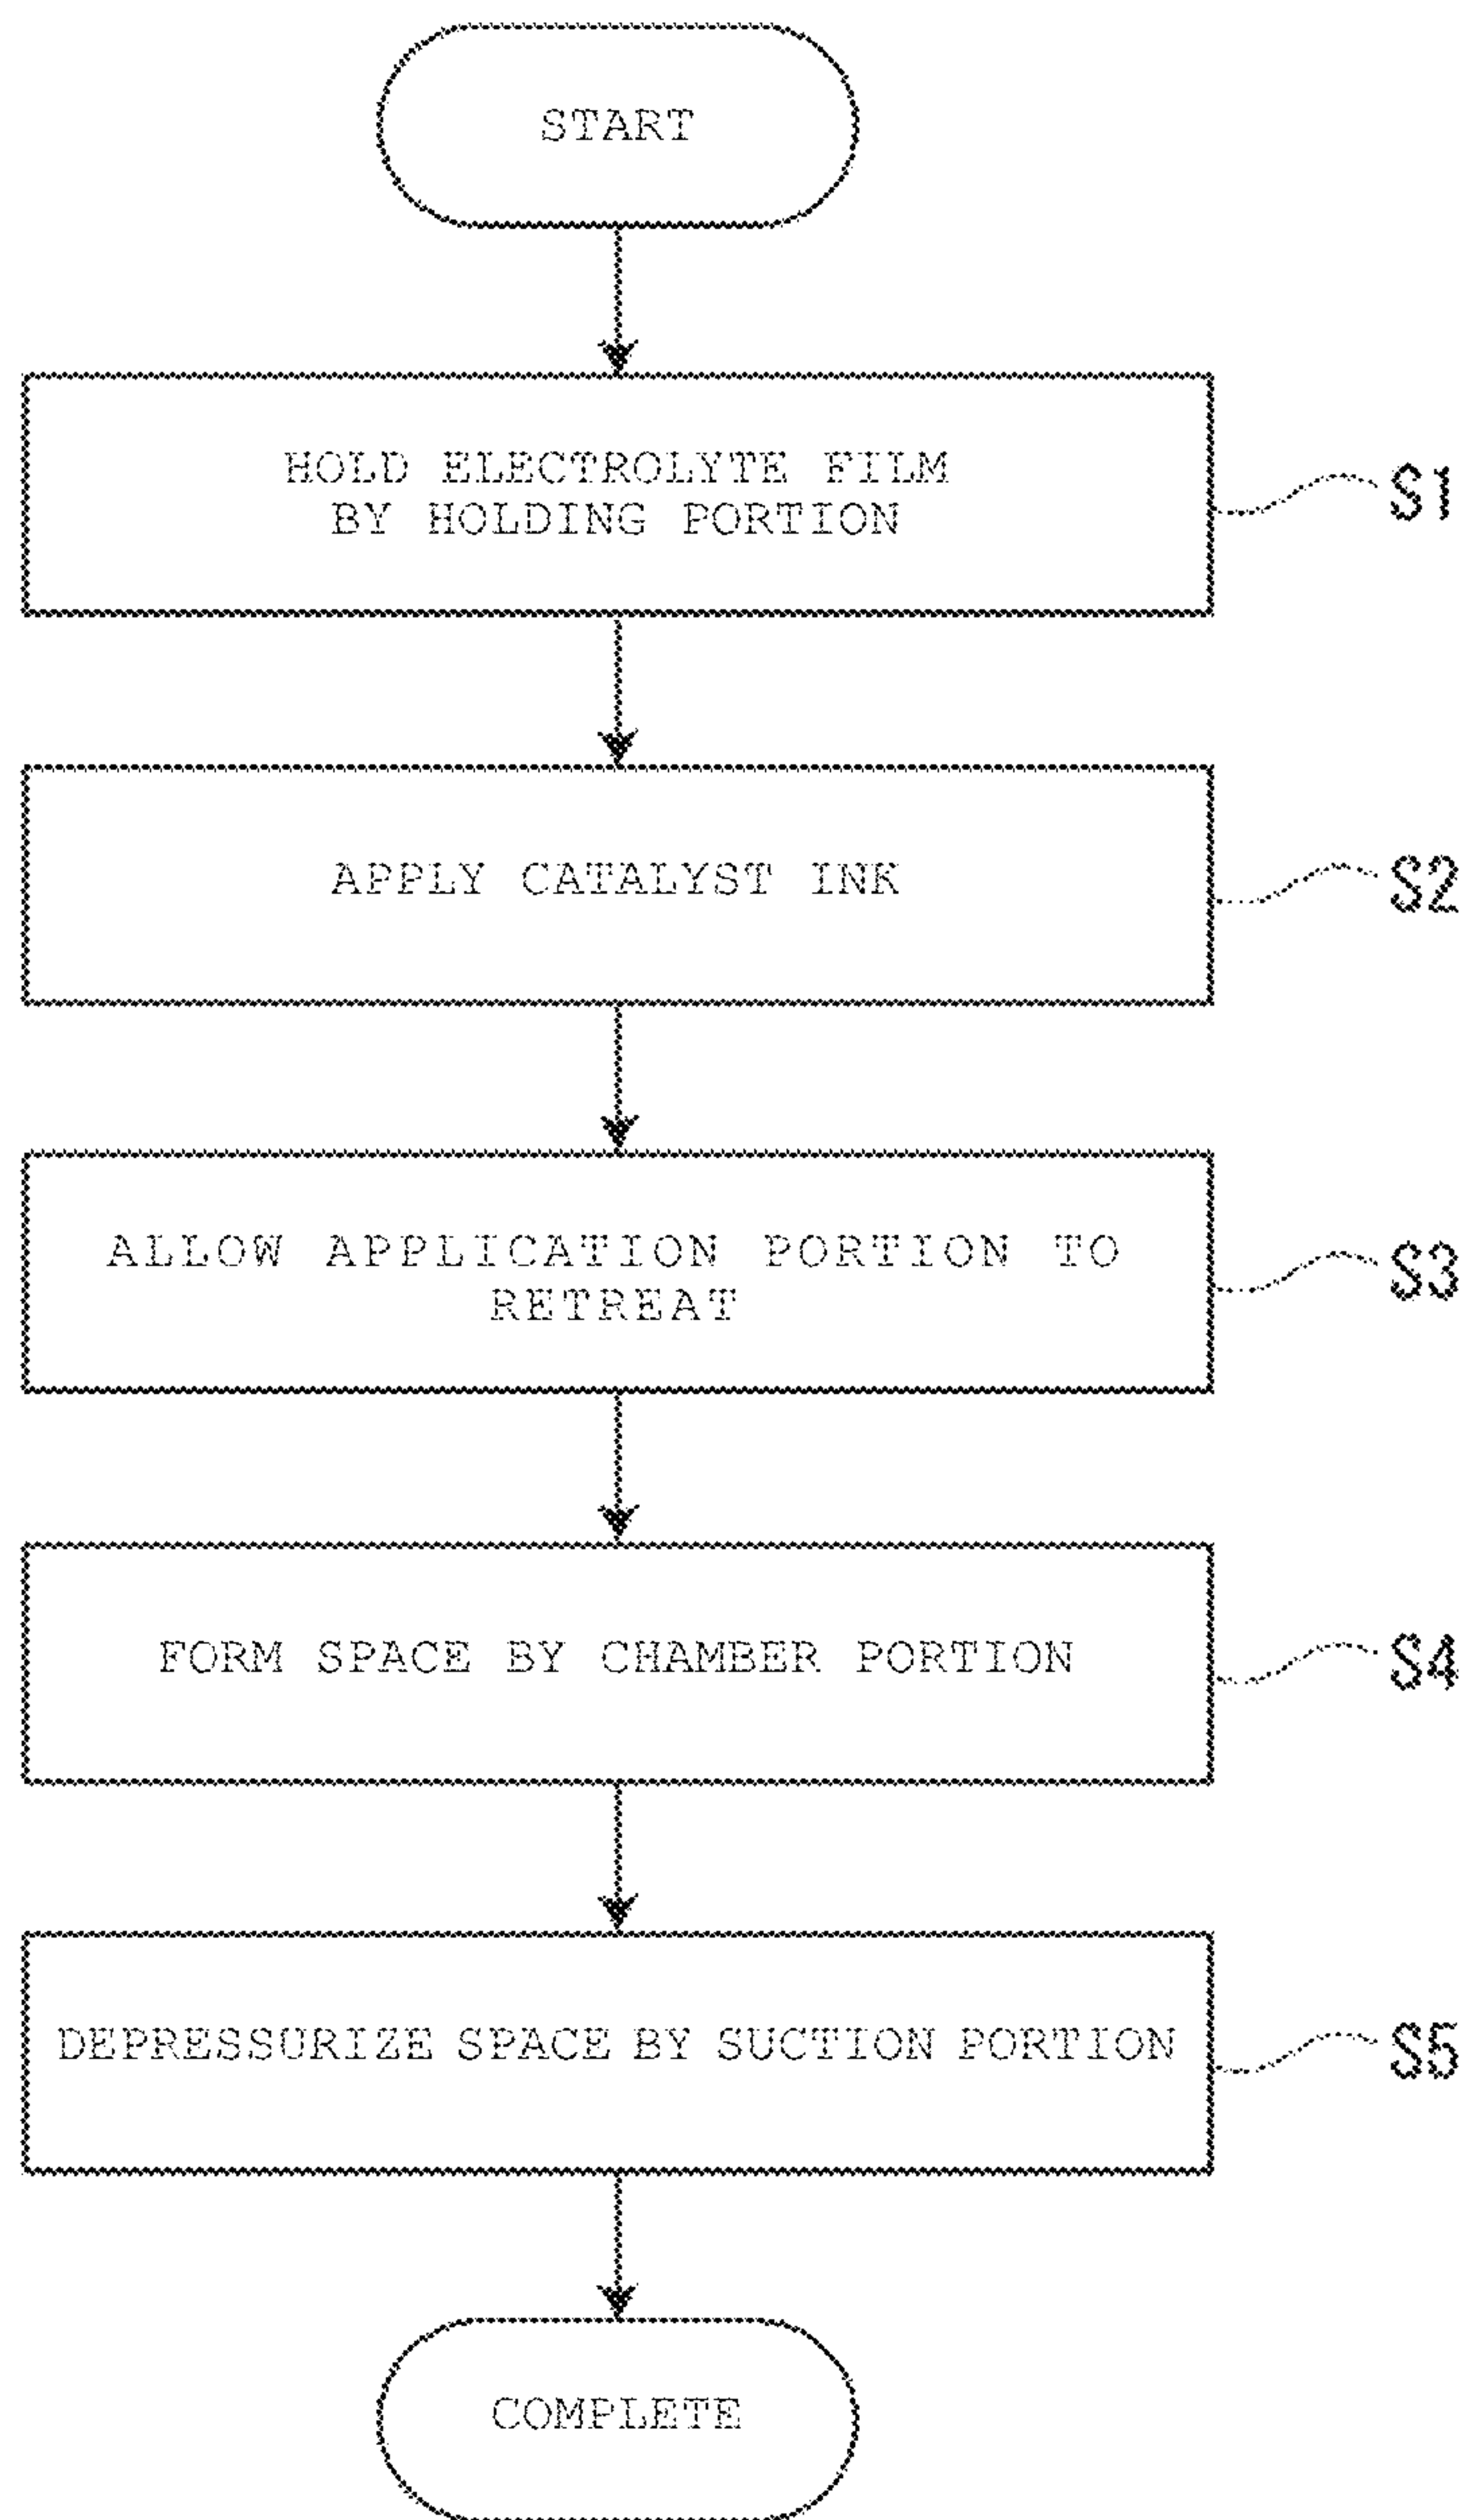 START
HOLD ELECTROLYTE FILM
BY HOLDING PORTION
S1
APPLY CATALYST INK
S2
ALLOW APPLICATION PORTION TO
RETREAT
S3
FORM SPACE BY CHAMBER PORTION
S4
DEPRESSURIZE SPACE BY SUCTION PORTION
S5
COMPLETE